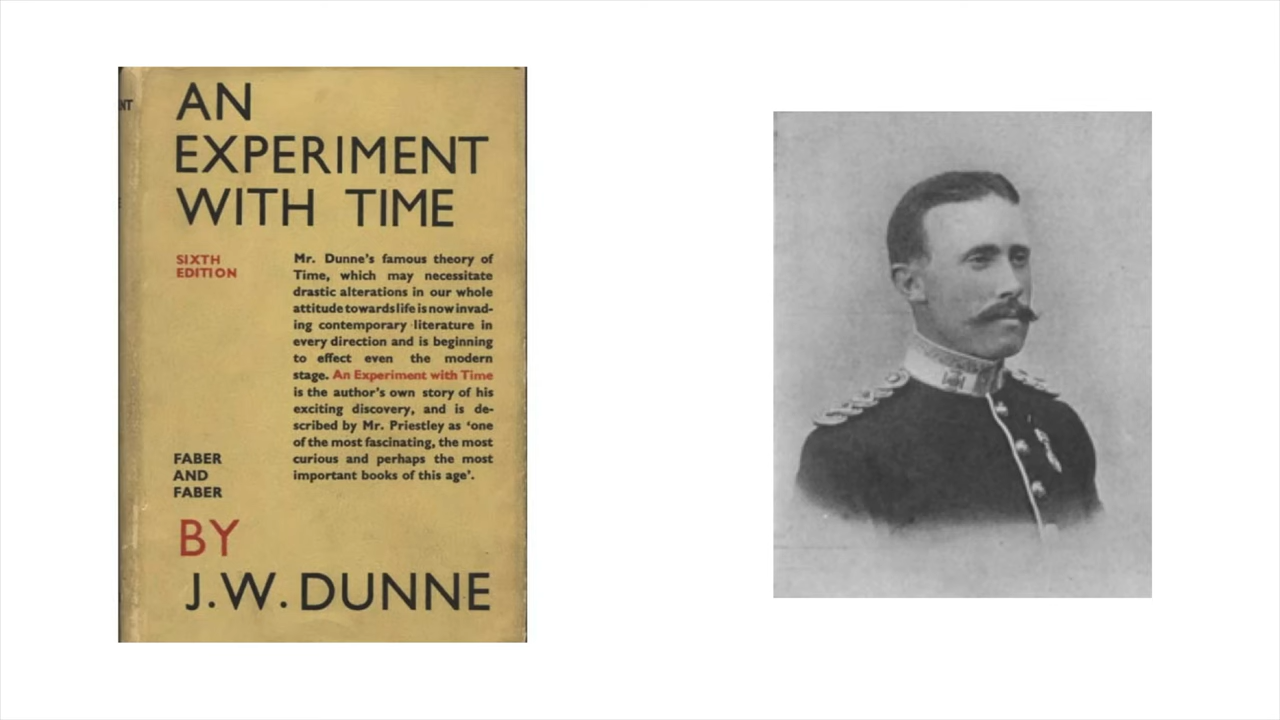 NT
AN
EXPERIMENT
WITH TIME
SIXTH
EDITION
Mr. Dunne's famous theory of
Time, which may necessitate
drastic alterations in our whole
attitude towards life is now invad-
ing contemporary literature in
every direction and is beginning
to effect even the modern
stage. An Experiment with Time
is the author's own story of his
exciting discovery, and is de-
scribed by Mr. Priestley as 'one
of the most fascinating, the most
curious and perhaps the most
important books of this age'.
FABER
AND
FABER
BY
J.W. DUNNE